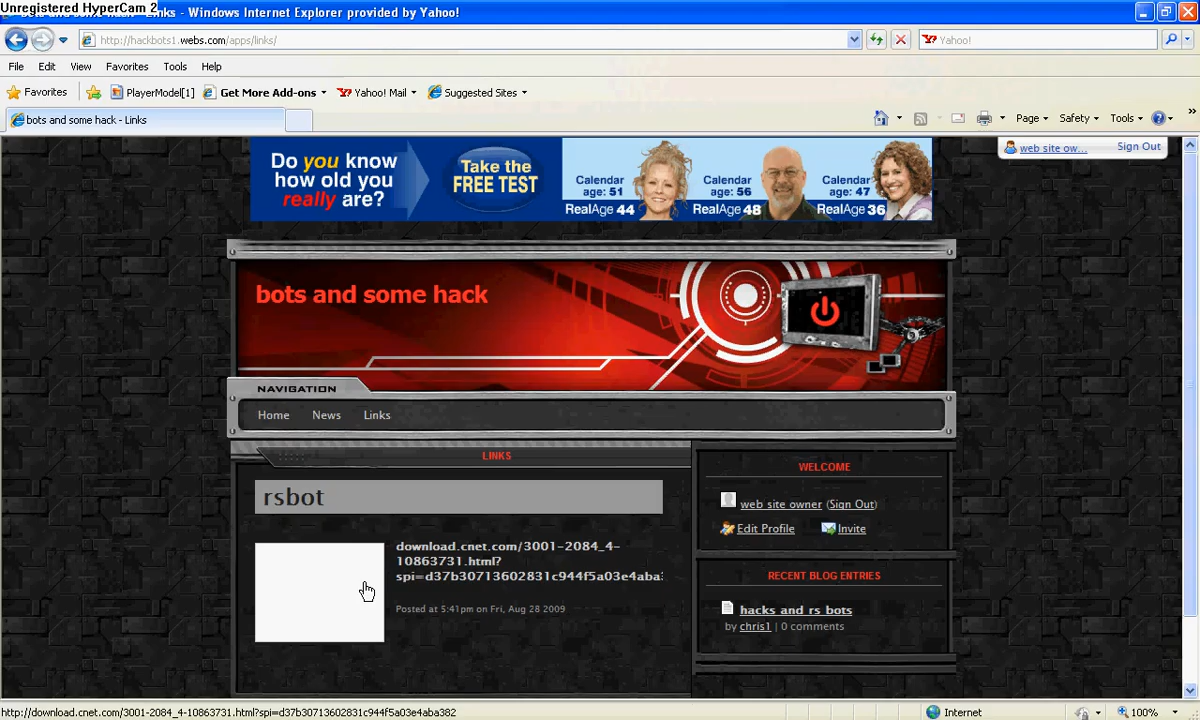 Unregistered HyperCam 2
bots and some hack - Links - Windows Internet Explorer provided by Yahoo!
http://hackbots1.webs.com/apps/links/
Yahoo!
File Edit View Favorites Tools Help
Favorites PlayerModel[1] Get More Add-ons Yahoo! Mail Suggested Sites
bots and some hack - Links
Page Safety Tools
Do you know
how old you
really are?
Take the
FREE TEST
Calendar
age: 51
RealAge 44
Calendar
age: 56
RealAge 48
Calendar
age: 47
RealAge 36
web site ow... Sign Out
bots and some hack
NAVIGATION
Home News Links
LINKS
rsbot
download.cnet.com/3001-2084_4-
10863731.html?
spi=d37b30713602831c944f5a03e4aba3
Posted at 5:41pm on Fri, Aug 28 2009
WELCOME
web site owner (Sign Out)
Edit Profile Invite
RECENT BLOG ENTRIES
hacks and rs bots
by chris1 | 0 comments
http://download.cnet.com/3001-2084_4-10863731.html?spi=d37b30713602831c944f5a03e4aba382
Internet
100%